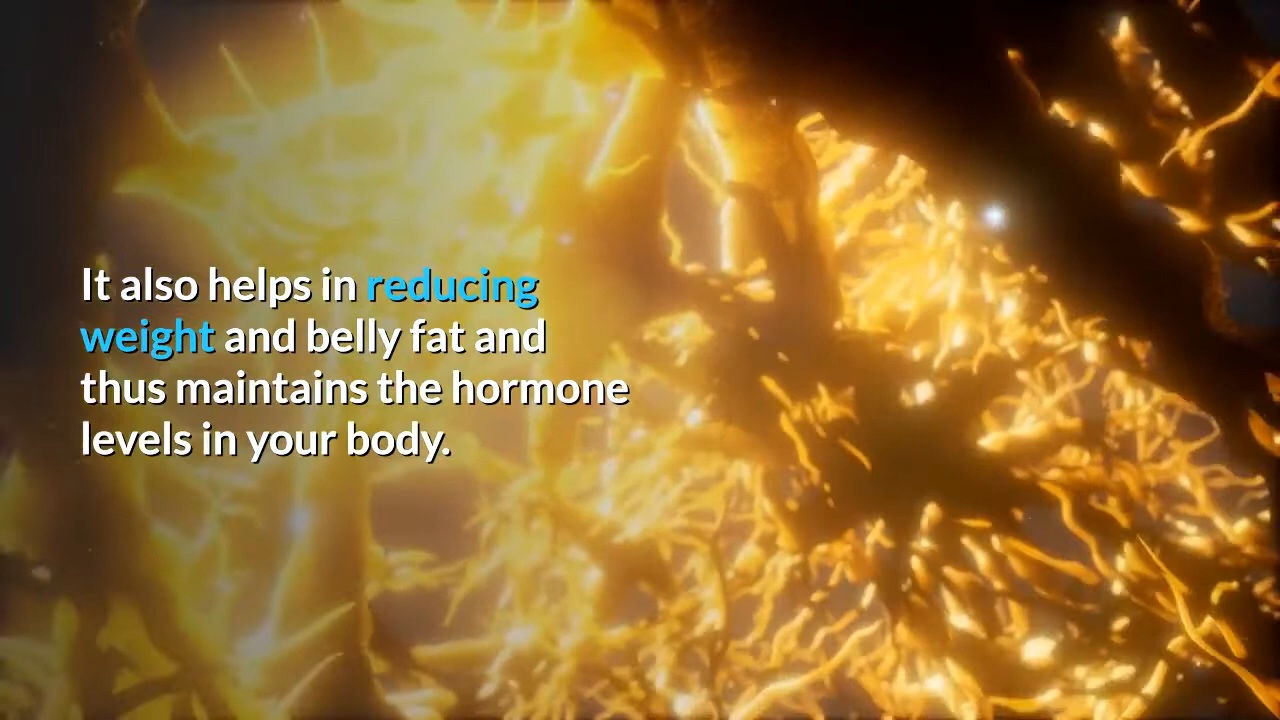 It also helps in reducing
weight and belly fat and
thus maintains the hormone
levels in your body.